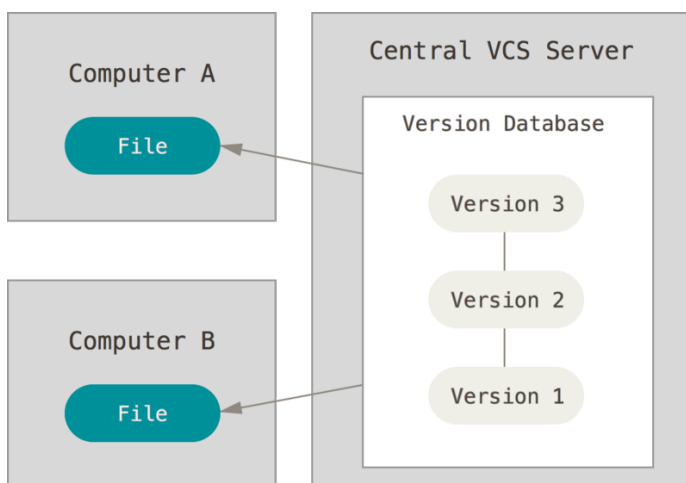 Computer A
File
Computer B
File
Central VCS Server
Version Database
Version 3
Version 2
Version 1